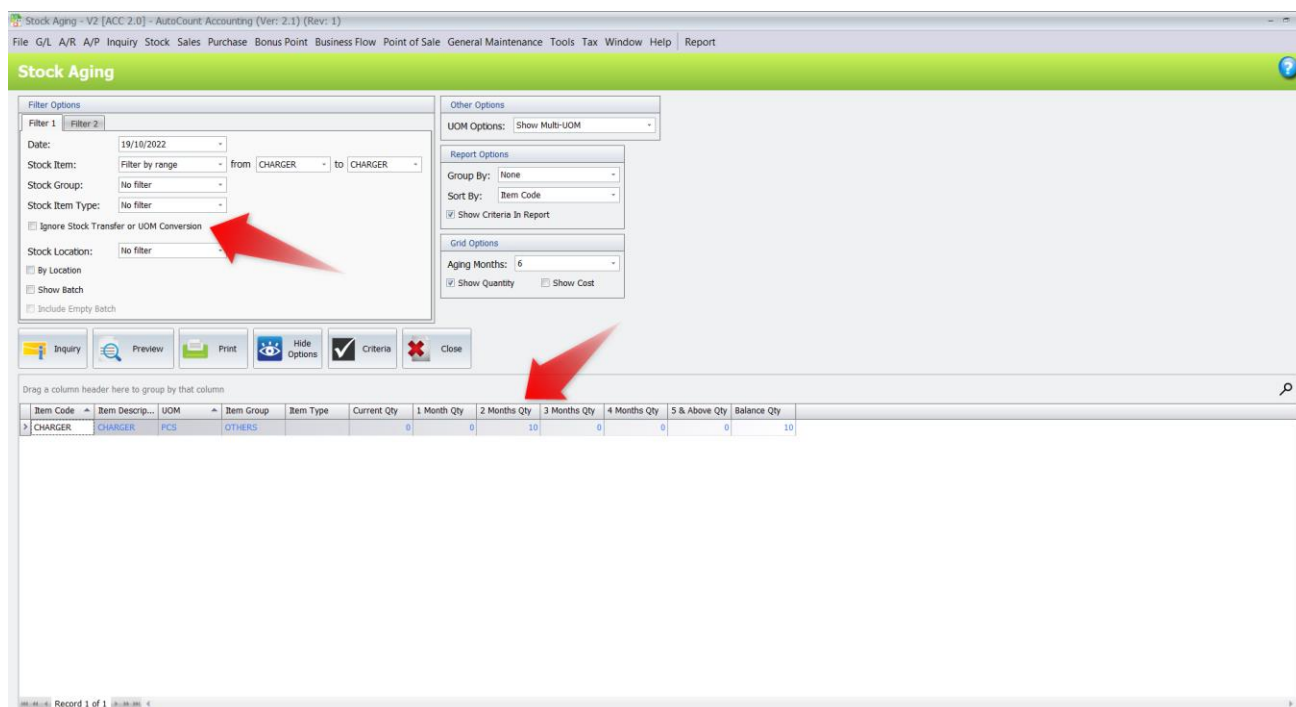 Stock Aging - V2 [ACC 2.0] - AutoCount Accounting (Ver: 2.1) (Rev: 1)
File G/L A/R A/P Inquiry Stock Sales Purchase Bonus Point Business Flow Point of Sale General Maintenance Tools Tax Window Help Report
Stock Aging
Filter Options
Filter 1 Filter 2
Date: 19/10/2022
Stock Item: Filter by range from CHARGER to CHARGER
Stock Group: No filter
Stock Item Type: No filter
Ignore Stock Transfer or UOM Conversion
Stock Location: No filter
By Location
Show Batch
Include Empty Batch
Other Options
UOM Options: Show Multi-UOM
Report Options
Group By: None
Sort By: Item Code
Show Criteria In Report
Grid Options
Aging Months: 6
Show Quantity Show Cost
Inquiry Preview Print Hide Options Criteria Close
Drag a column header here to group by that column
Item Code Item Descrip... UOM Item Group Item Type Current Qty 1 Month Qty 2 Months Qty 3 Months Qty 4 Months Qty 5 & Above Qty Balance Qty
CHARGER CHARGER PCS OTHERS 0 0 10 0 0 0 10
Record 1 of 1